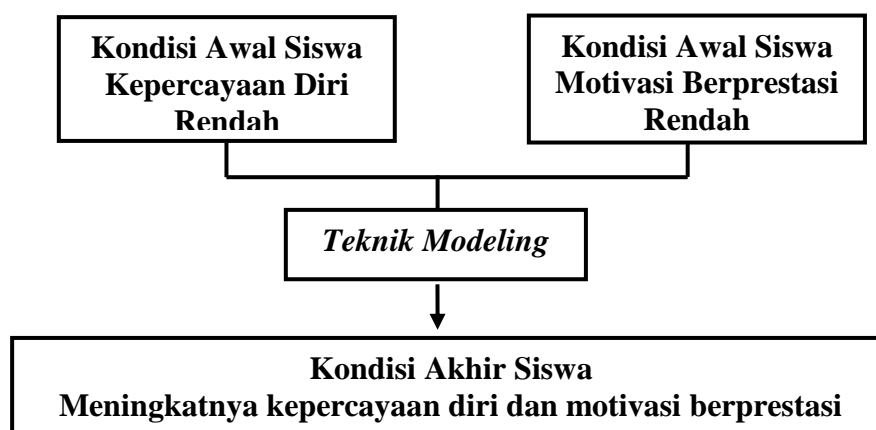 Kondisi Awal Siswa
Kepercayaan Diri
Rendah
Kondisi Awal Siswa
Motivasi Berprestasi
Rendah
Teknik Modeling
Kondisi Akhir Siswa
Meningkatnya kepercayaan diri dan motivasi berprestasi